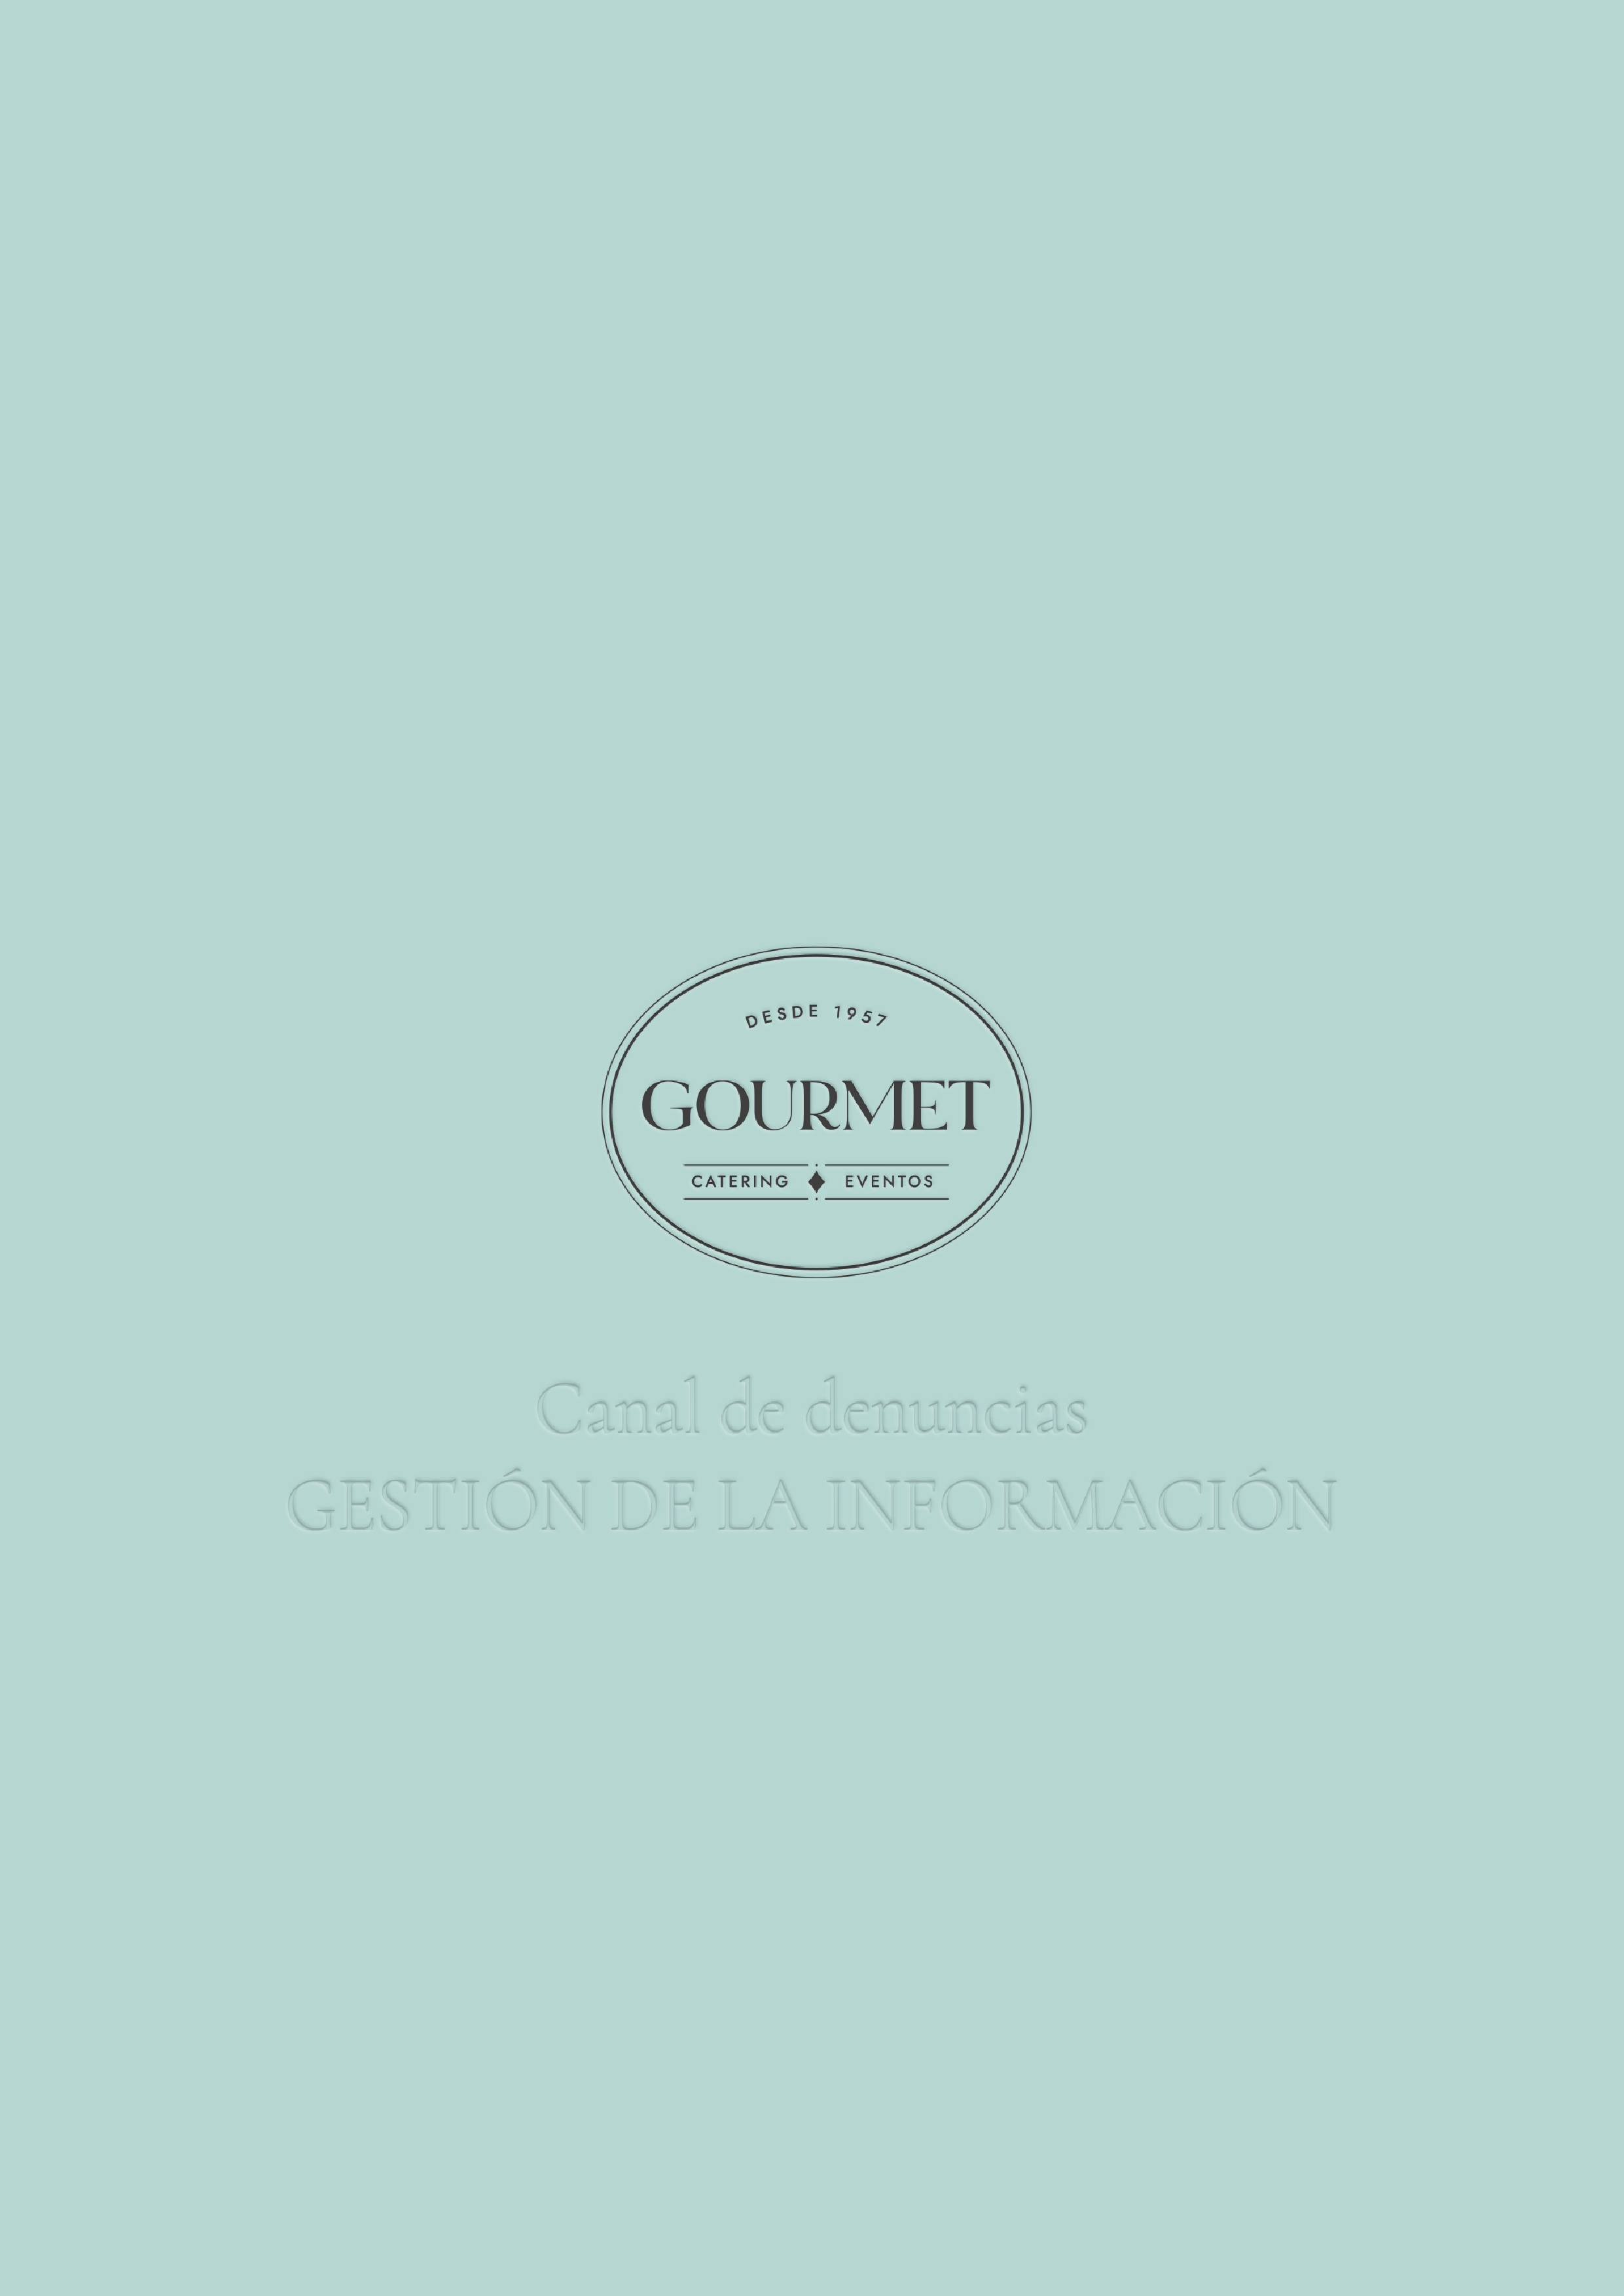 DESDE 1957
GOURMET
CATERING EVENTOS
Canal de denuncias
GESTIÓN DE LA INFORMACIÓN